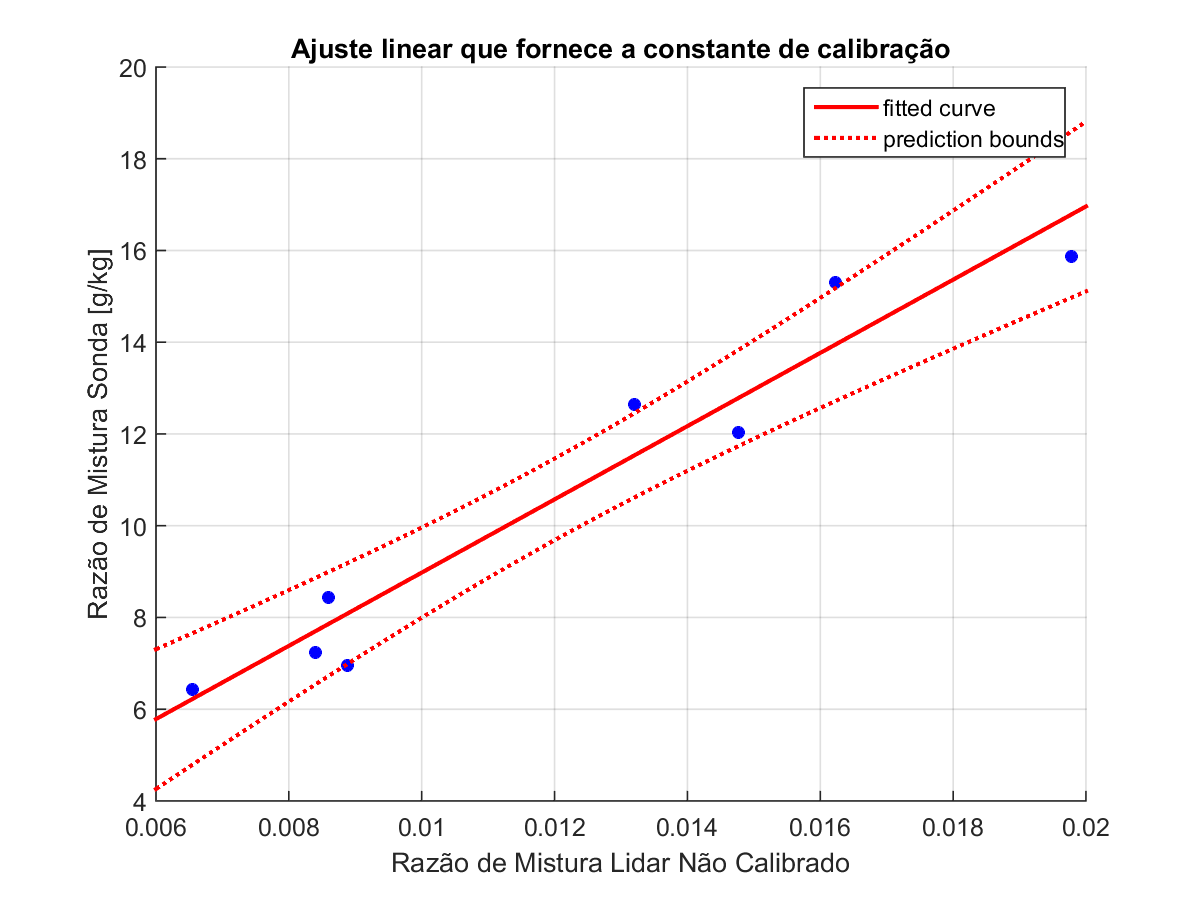 Ajuste linear que fornece a constante de calibração
fitted curve
prediction bounds
Razão de Mistura Sonda [g/kg]
20
18
16
14
12
10
8
6
4
0.006 0.008 0.01 0.012 0.014 0.016 0.018 0.02
Razão de Mistura Lidar Não Calibrado